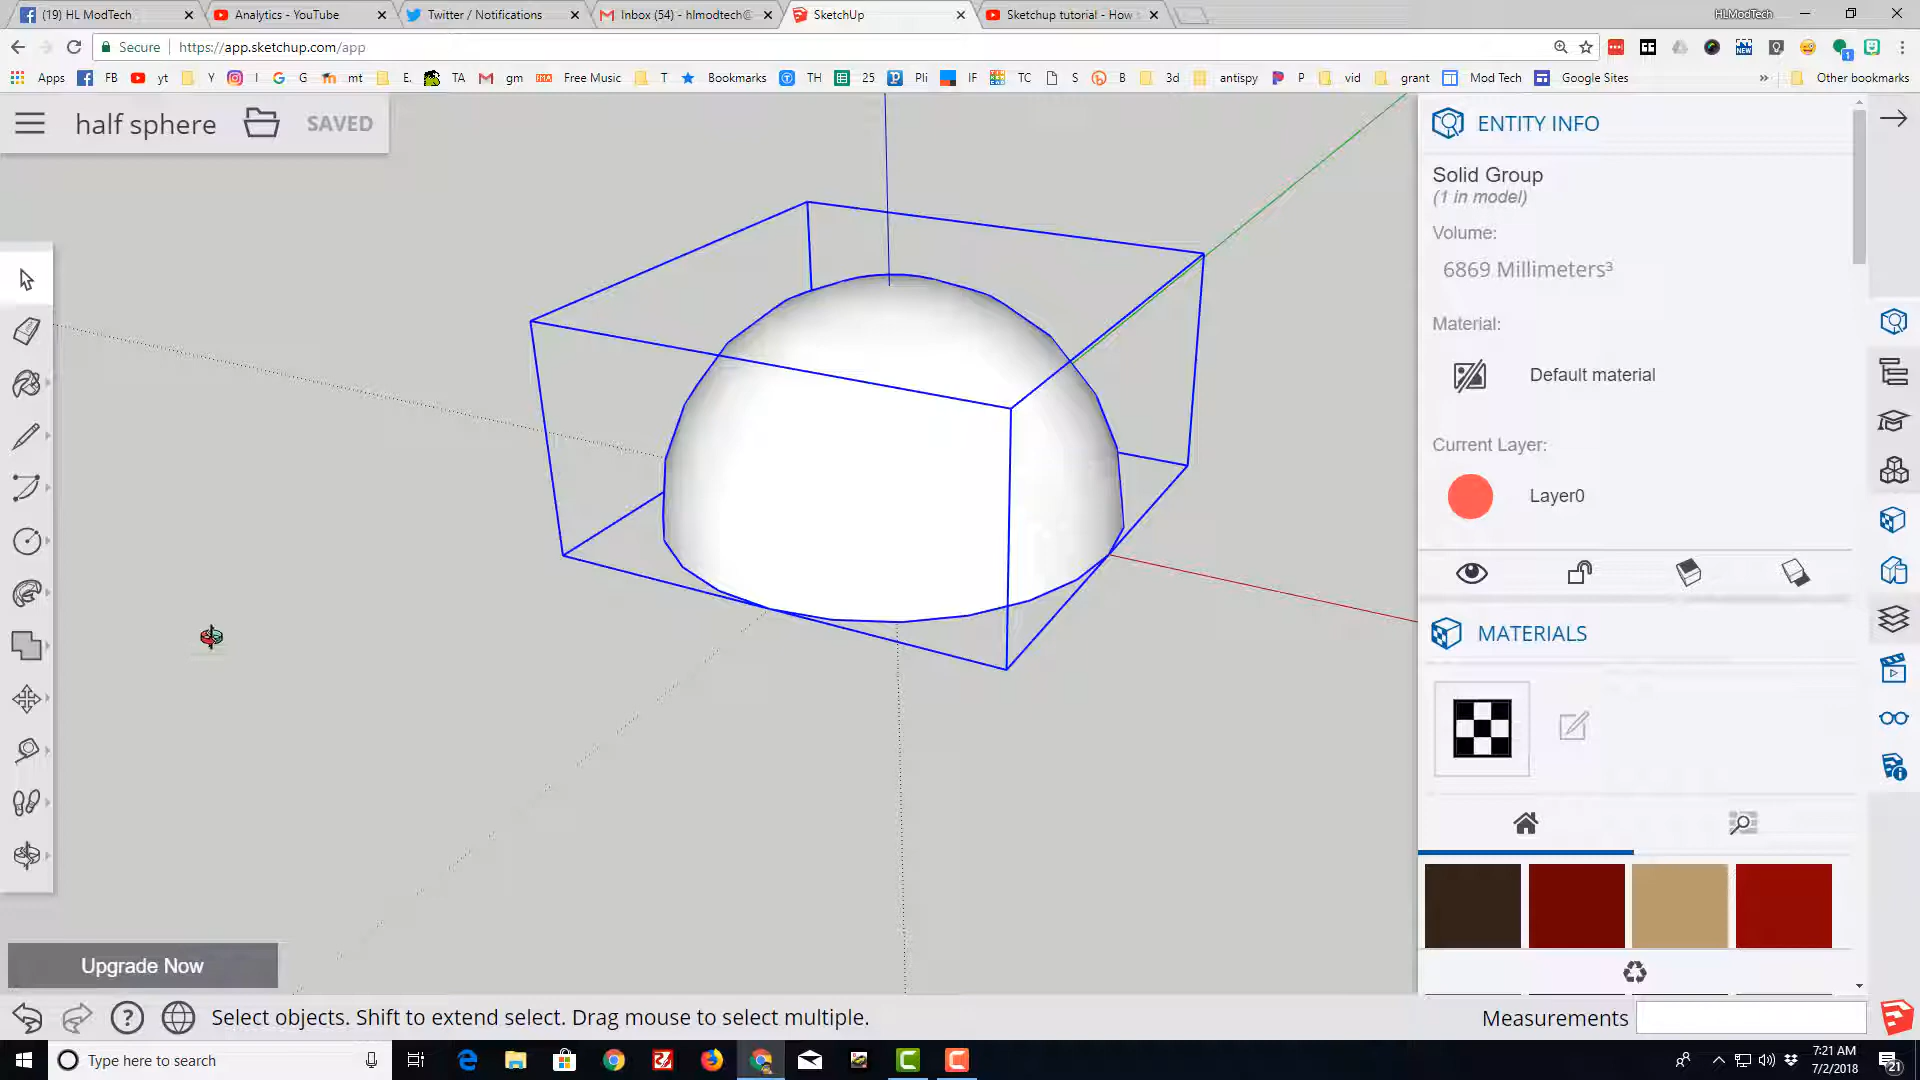 (19) HL ModTech
Analytics - YouTube
Twitter / Notifications
Inbox (54) - hlmodtech@
SketchUp
Sketchup tutorial - How
HLModTech
Secure
https://app.sketchup.com/app
Apps FB yt Y I G G mt E. TA gm Free Music T Bookmarks TH 25 Pli IF TC S B 3d antispy P vid grant Mod Tech Google Sites » Other bookmarks
half sphere SAVED
ENTITY INFO
Solid Group
(1 in model)
Volume:
6869 Millimeters³
Material:
Default material
Current Layer:
Layer0
MATERIALS
Upgrade Now
Select objects. Shift to extend select. Drag mouse to select multiple.
Measurements
Type here to search
7:21 AM
7/2/2018
21